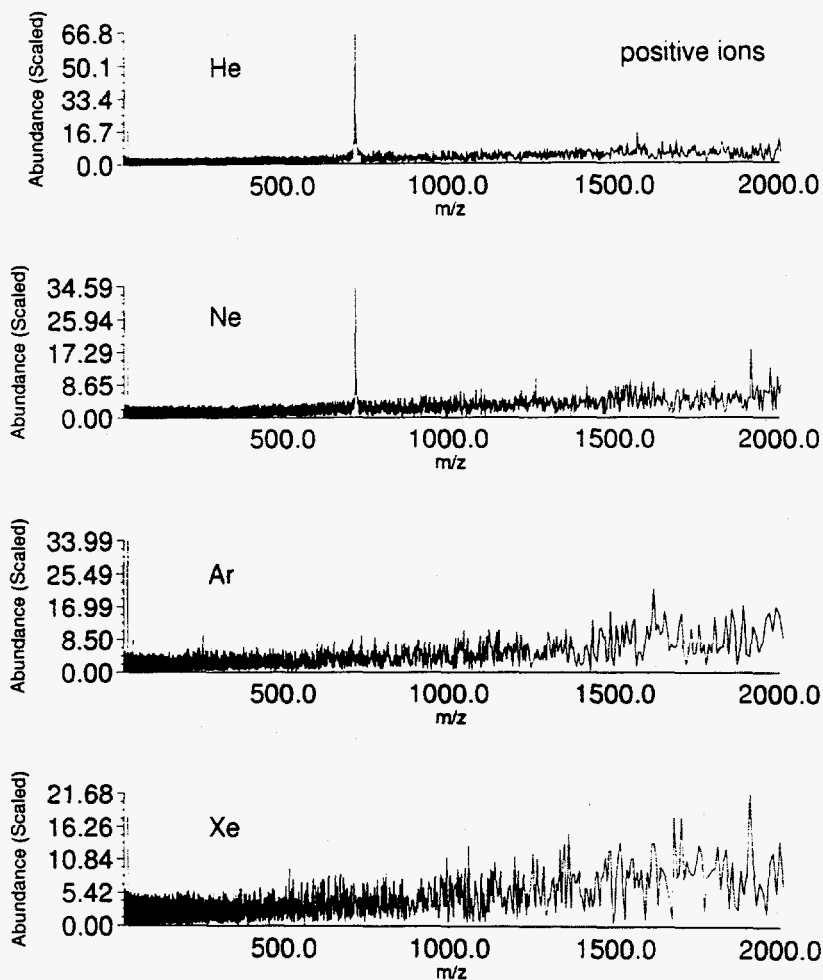 Abundance (Scaled)
66.8
50.1
33.4
16.7
0.0
He
positive ions
500.0 1000.0 1500.0 2000.0
m/z
Abundance (Scaled)
34.59
25.94
17.29
8.65
0.00
Ne
500.0 1000.0 1500.0 2000.0
m/z
Abundance (Scaled)
33.99
25.49
16.99
8.50
0.00
Ar
500.0 1000.0 1500.0 2000.0
m/z
Abundance (Scaled)
21.68
16.26
10.84
5.42
0.00
Xe
500.0 1000.0 1500.0 2000.0
m/z